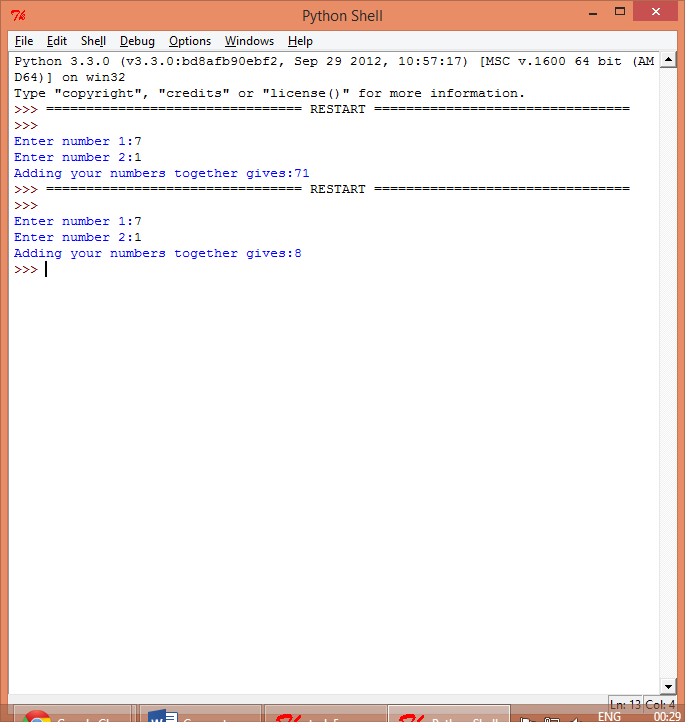 Python Shell
File Edit Shell Debug Options Windows Help
Python 3.3.0 (v3.3.0:bd8afb90ebf2, Sep 29 2012, 10:57:17) [MSC v.1600 64 bit (AM
D64)] on win32
Type "copyright", "credits" or "license()" for more information.
>>> ================================ RESTART ================================
>>>
Enter number 1:7
Enter number 2:1
Adding your numbers together gives:71
>>> ================================ RESTART ================================
>>>
Enter number 1:7
Enter number 2:1
Adding your numbers together gives:8
>>>
Ln: 13 Col: 4
Python Shell
ENG 00:29